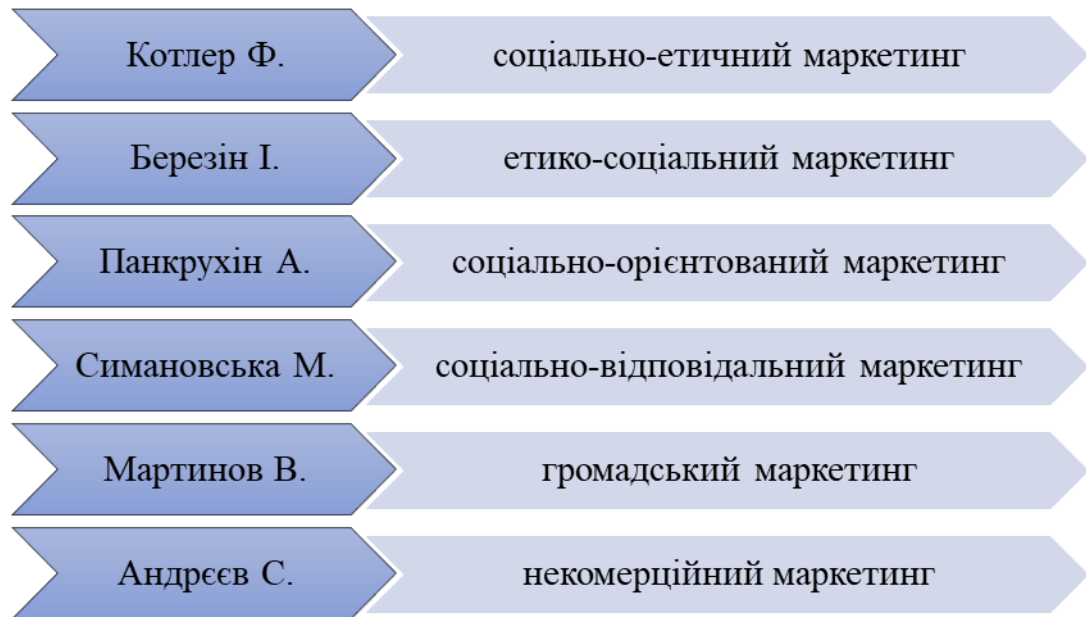 Котлер Ф.
соціально-етичний маркетинг
Березін І.
етико-соціальний маркетинг
Панкрухін А.
соціально-орієнтований маркетинг
Симановська М.
соціально-відповідальний маркетинг
Мартинов В.
громадський маркетинг
Андрєєв С.
некомерційний маркетинг